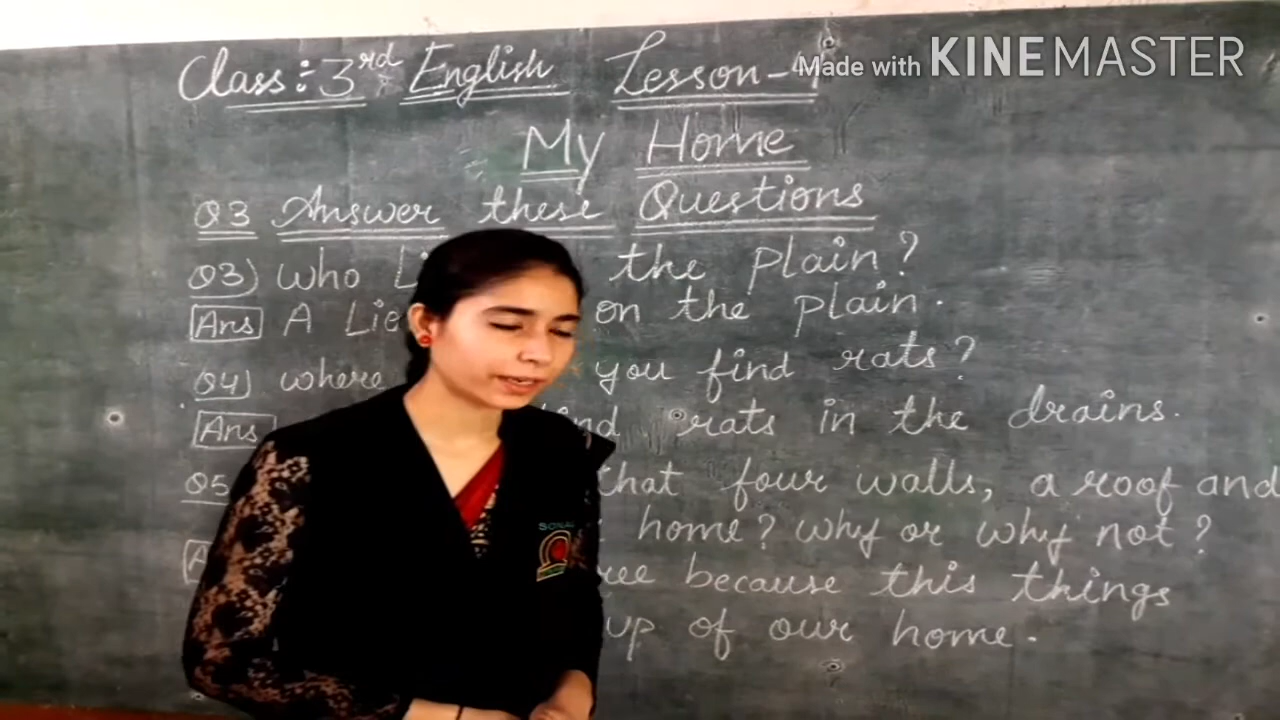 Class: 3rd English Lesson-
Made with KINEMASTER
My Home
Q3 Answer these Questions
Q3) who the plain?
Ans A on the plain.
Q4) where you find rats?
Ans rats in the drains.
Q5 that four walls, a roof and
home? why or why not?
because this things
up of our home.